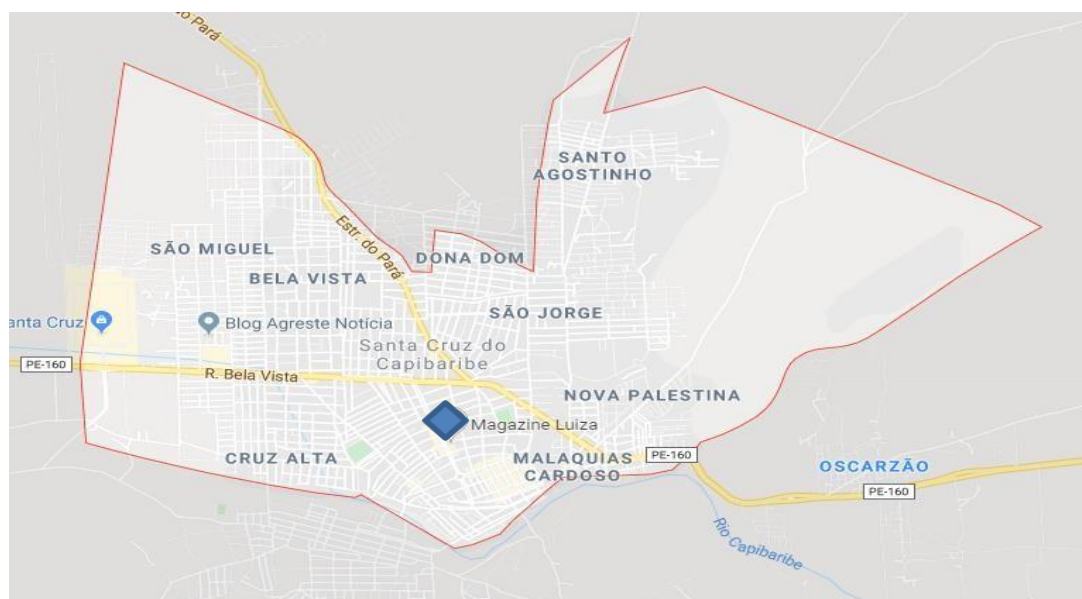 do Pará
SANTO
AGOSTINHO
Estr. do Pará
SÃO MIGUEL
DONA DOM
BELA VISTA
SÃO JORGE
anta Cruz
Blog Agreste Notícia
Santa Cruz do
Capibaribe
PE-160
R. Bela Vista
NOVA PALESTINA
Magazine Luiza
CRUZ ALTA
MALAQUIAS
CARDOSO
PE-160
OSCARZÃO
PE-160
Rio Capibaribe